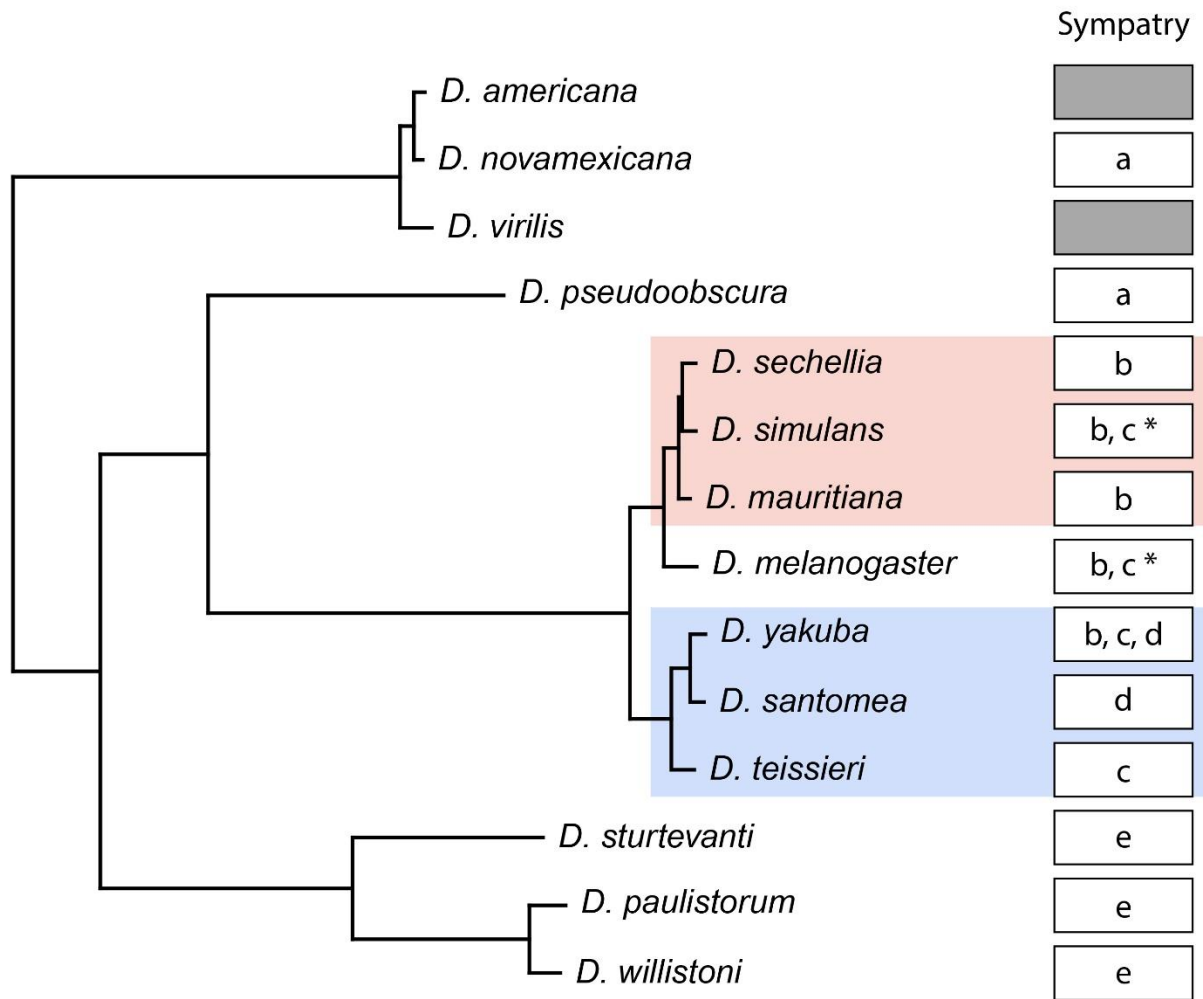 Sympatry
D. americana
D. novamexicana a
D. virilis
D. pseudoobscura a
D. sechellia b
D. simulans b, c *
D. mauritiana b
D. melanogaster b, c *
D. yakuba b, c, d
D. santomea d
D. teissieri c
D. sturtevanti e
D. paulistorum e
D. willistoni e